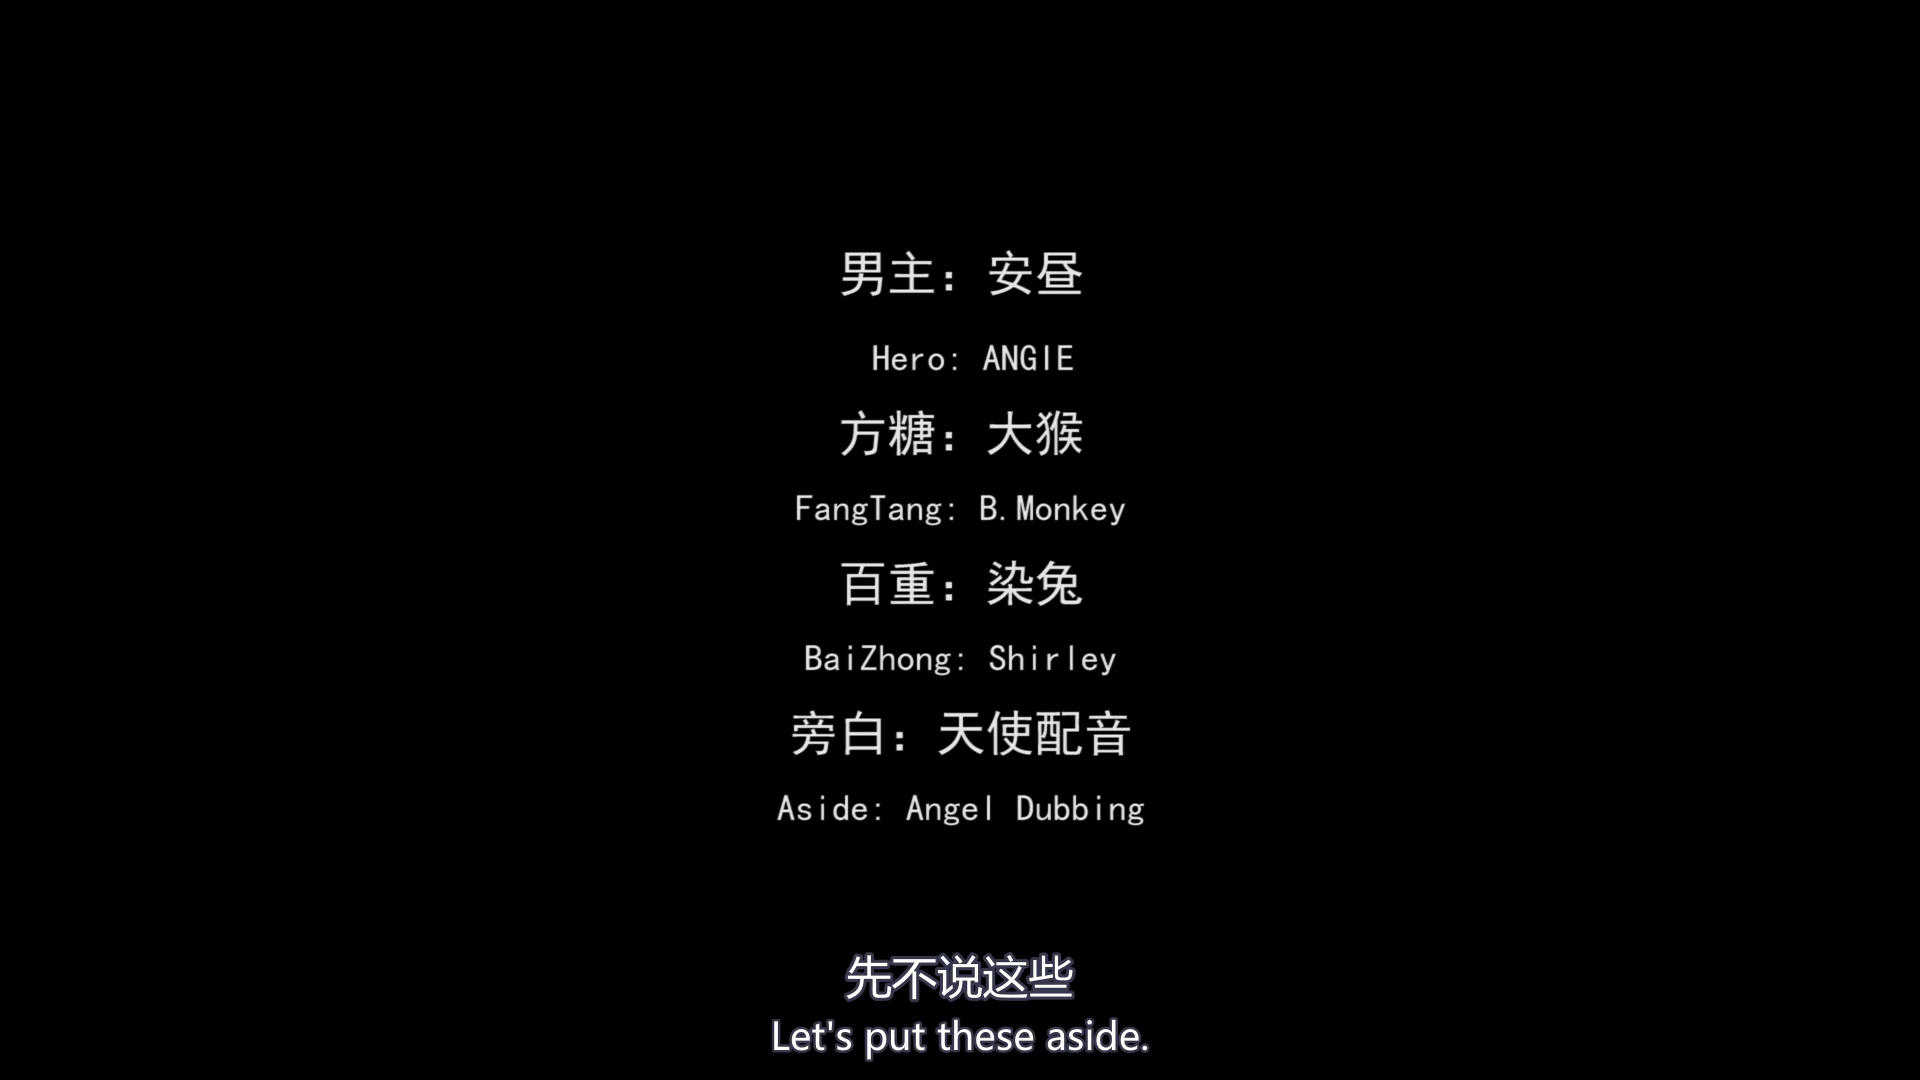 男主：安昼
Hero: ANGIE
方糖：大猴
FangTang: B.Monkey
百重：染兔
BaiZhong: Shirley
旁白：天使配音
Aside: Angel Dubbing
先不说这些
Let's put these aside.